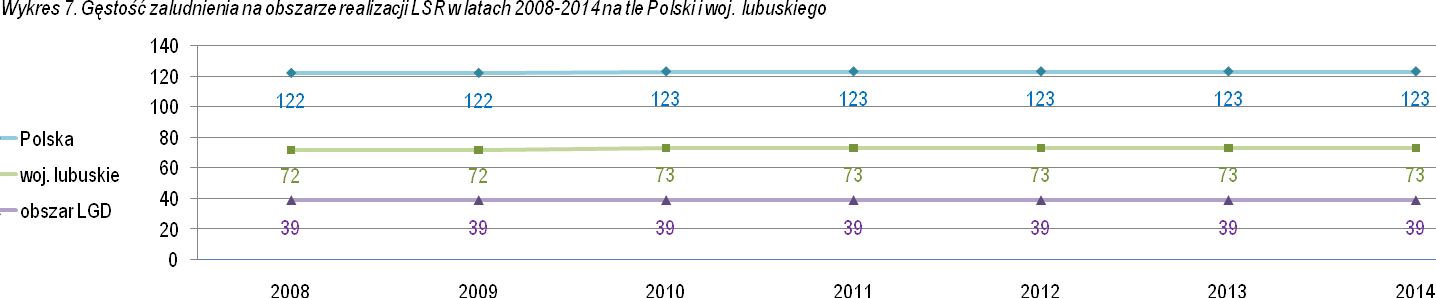 Wykres 7. Gęstość zaludnienia na obszarze realizacji LSR w latach 2008-2014 na tle Polski i woj. lubuskiego
140
120
100
80
60
40
20
0
Polska
woj. lubuskie
obszar LGD
122 122 123 123 123 123 123
72 72 73 73 73 73 73
39 39 39 39 39 39 39
2008 2009 2010 2011 2012 2013 2014